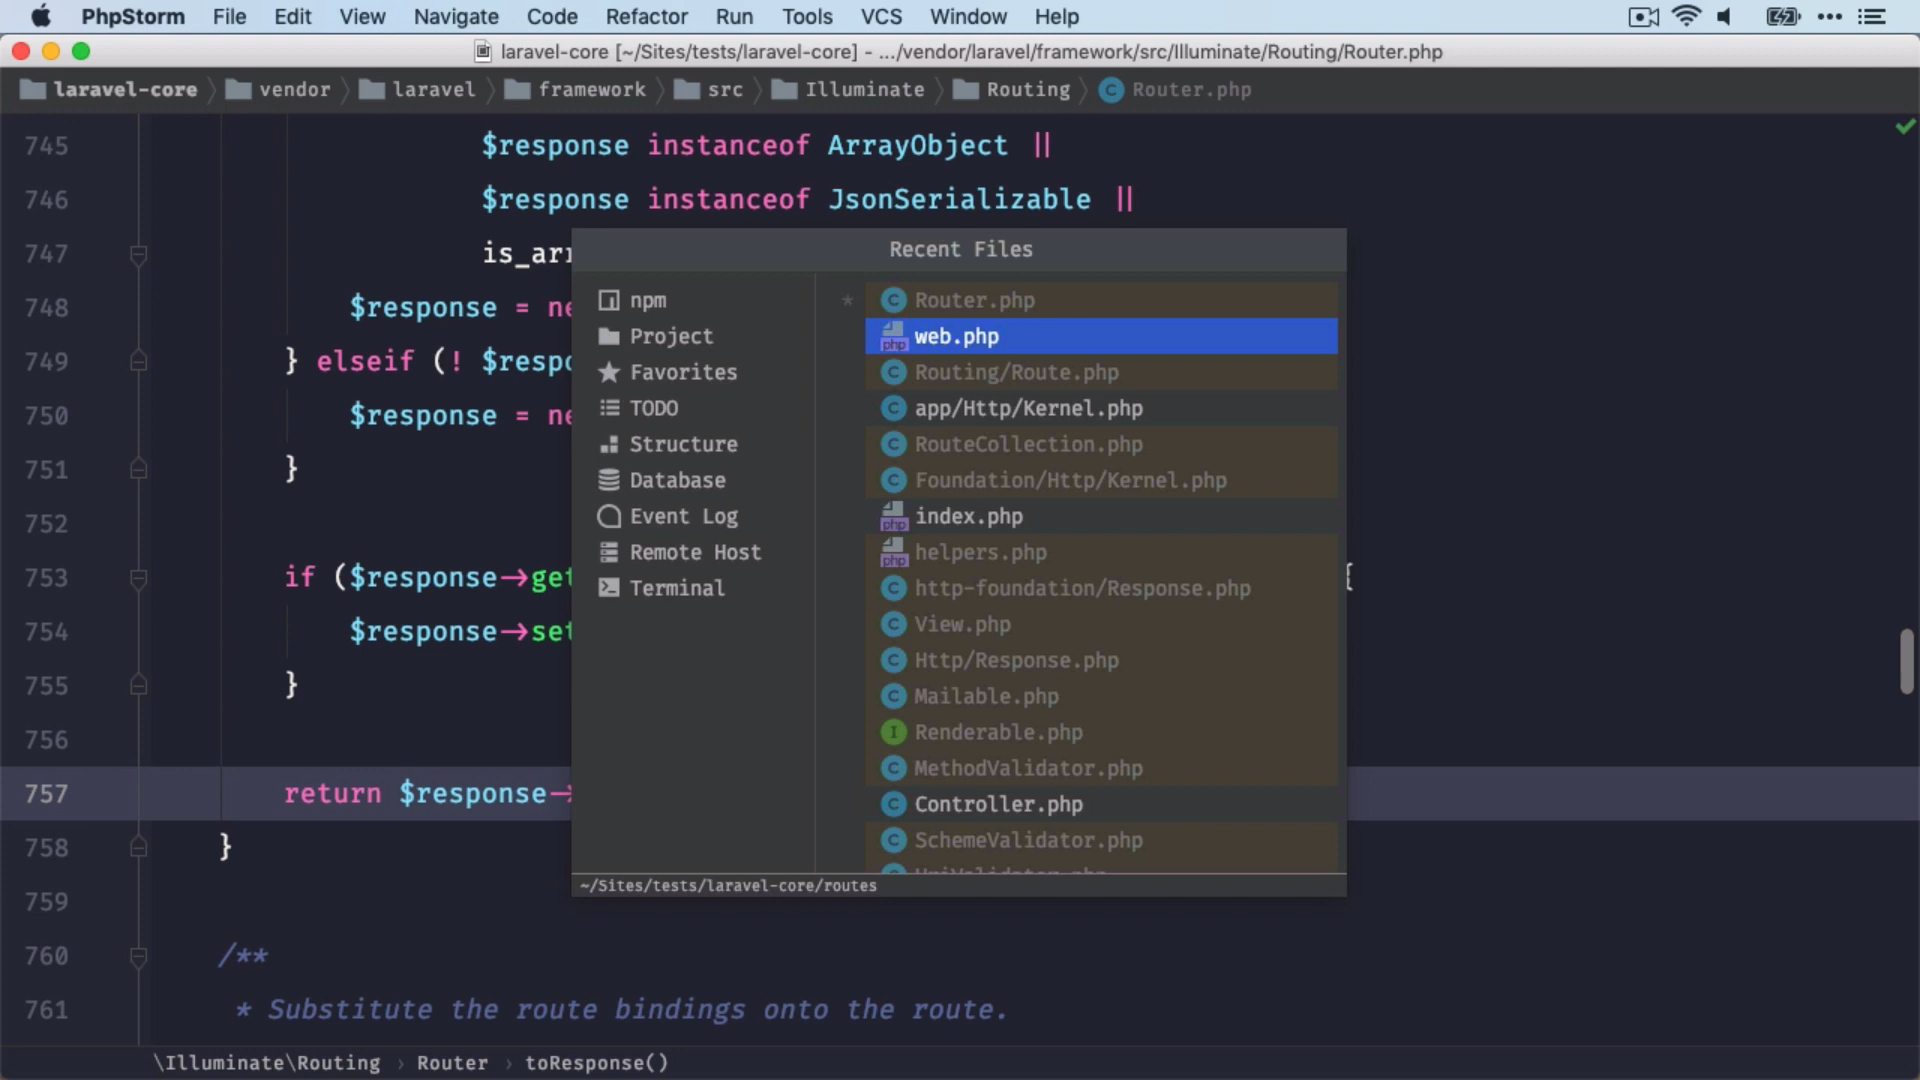 PhpStorm File Edit View Navigate Code Refactor Run Tools VCS Window Help
laravel-core [~/Sites/tests/laravel-core] - .../vendor/laravel/framework/src/Illuminate/Routing/Router.php
laravel-core vendor laravel framework src Illuminate Routing Router.php
745 $response instanceof ArrayObject ||
746 $response instanceof JsonSerializable ||
747 is_arr
748 $response = ne
749 } elseif (! $respo
750 $response = ne
751 }
752
753 if ($response->get {
754 $response->set
755 }
756
757 return $response->
758 }
759
760 /**
761 * Substitute the route bindings onto the route.
Recent Files
npm
Project
Favorites
TODO
Structure
Database
Event Log
Remote Host
Terminal
* Router.php
web.php
Routing/Route.php
app/Http/Kernel.php
RouteCollection.php
Foundation/Http/Kernel.php
index.php
helpers.php
http-foundation/Response.php
View.php
Http/Response.php
Mailable.php
Renderable.php
MethodValidator.php
Controller.php
SchemeValidator.php
~/Sites/tests/laravel-core/routes
\Illuminate\Routing › Router › toResponse()